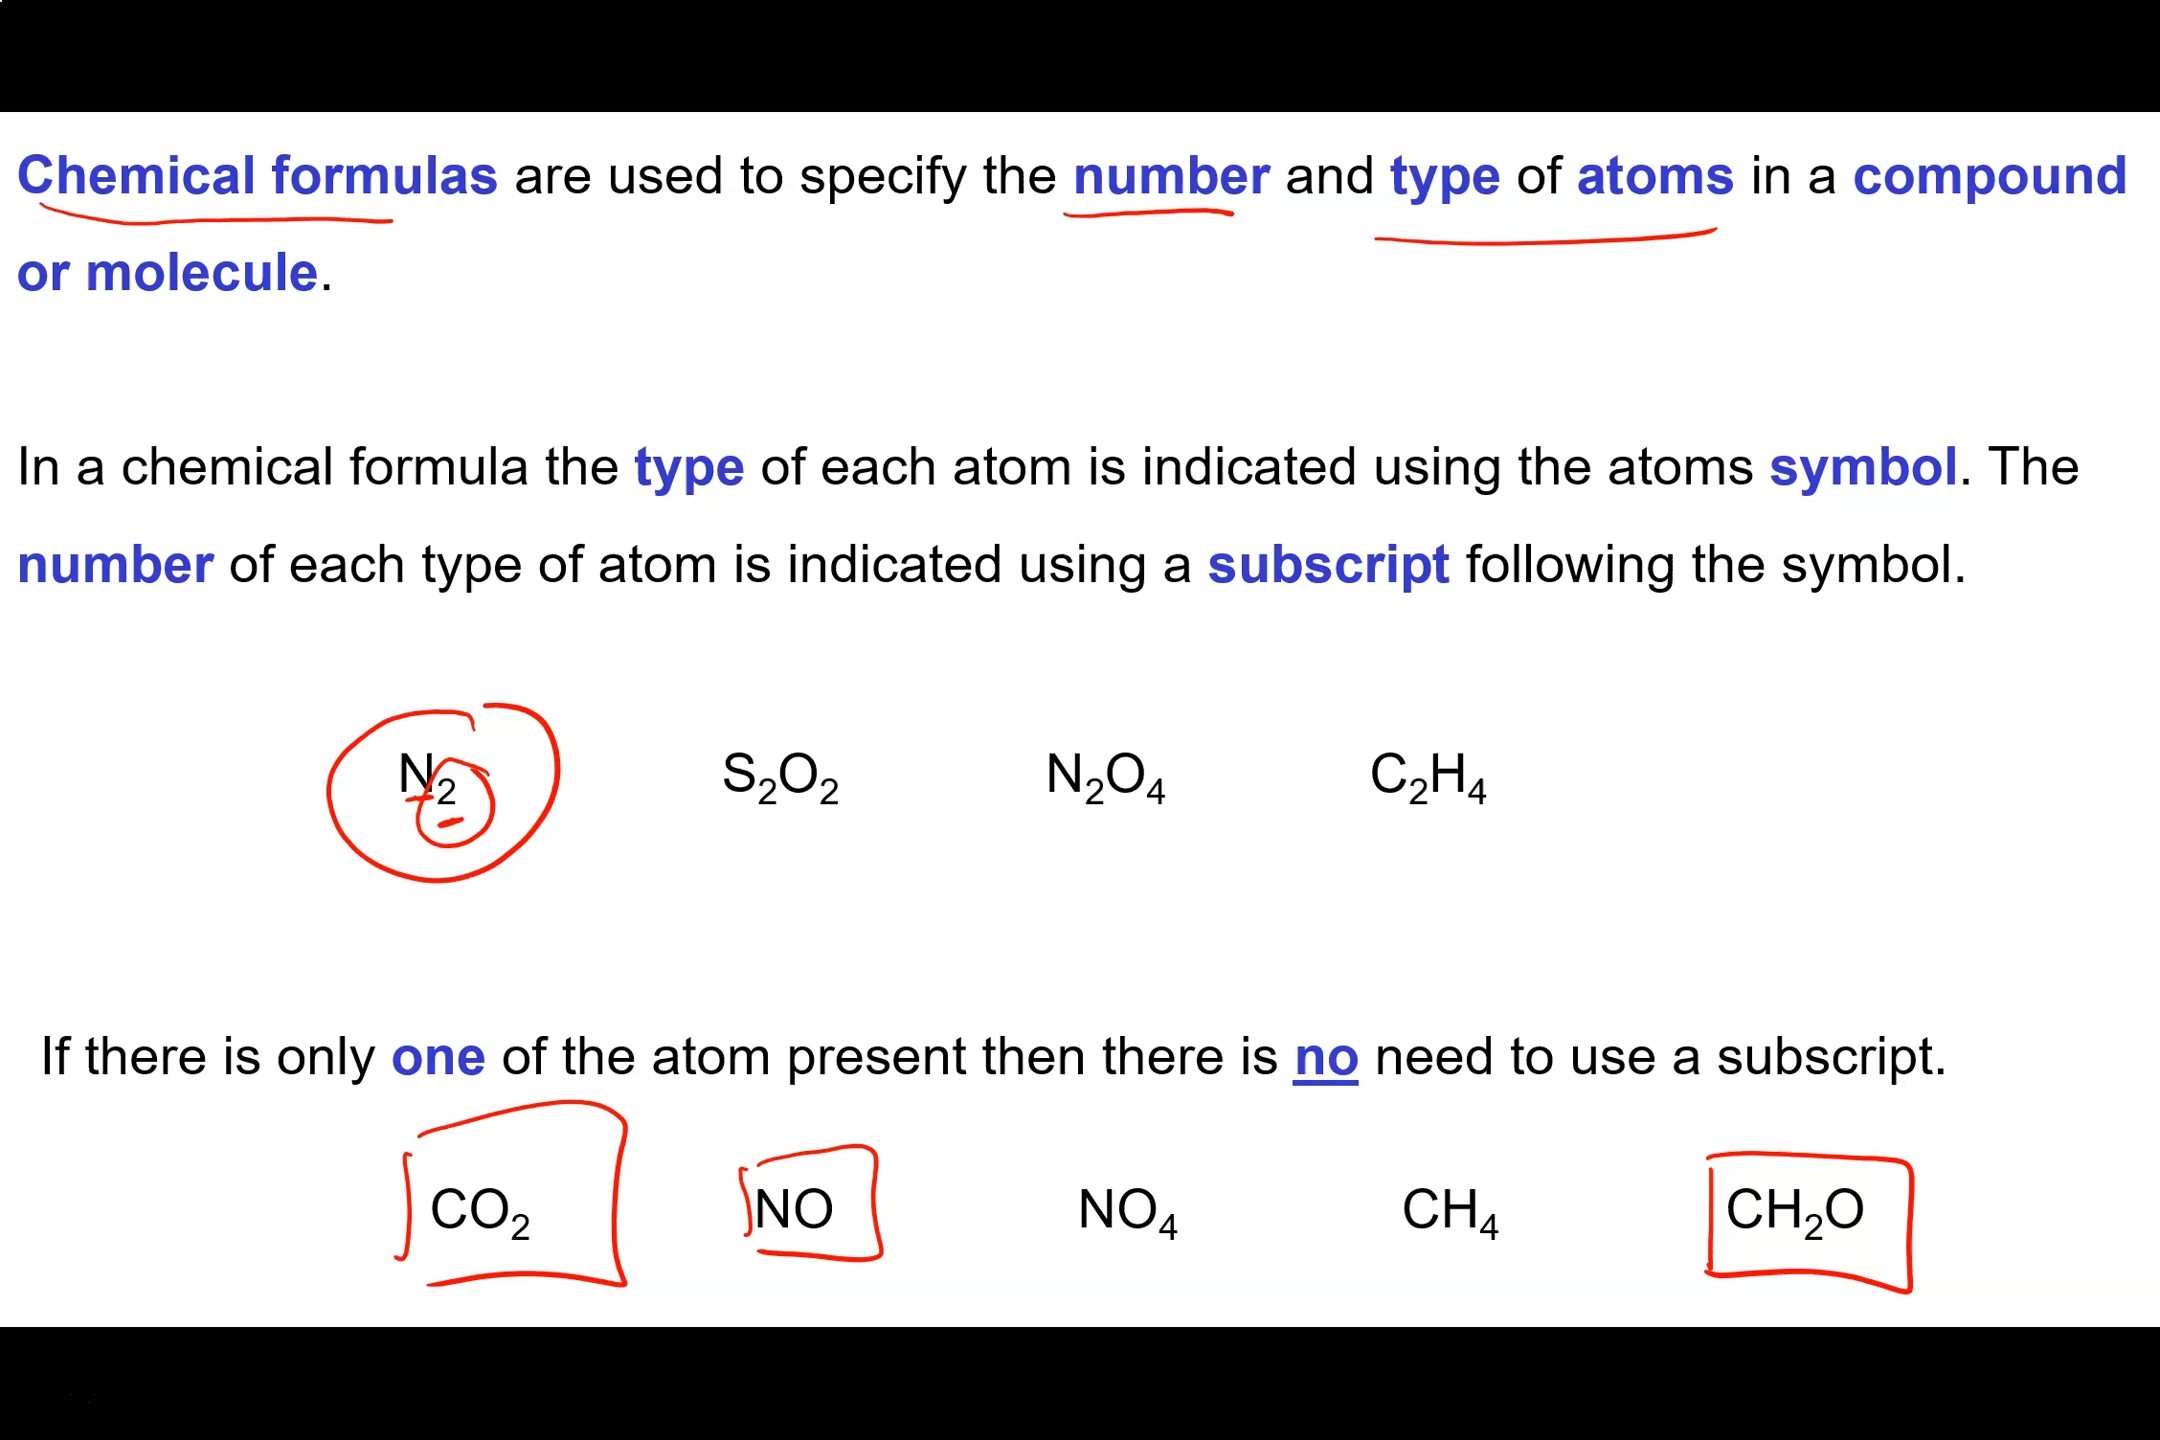 Chemical formulas are used to specify the number and type of atoms in a compound
or molecule.
In a chemical formula the type of each atom is indicated using the atoms symbol. The
number of each type of atom is indicated using a subscript following the symbol.
N₂ S₂O₂ N₂O₄ C₂H₄
If there is only one of the atom present then there is no need to use a subscript.
CO₂ NO NO₄ CH₄ CH₂O